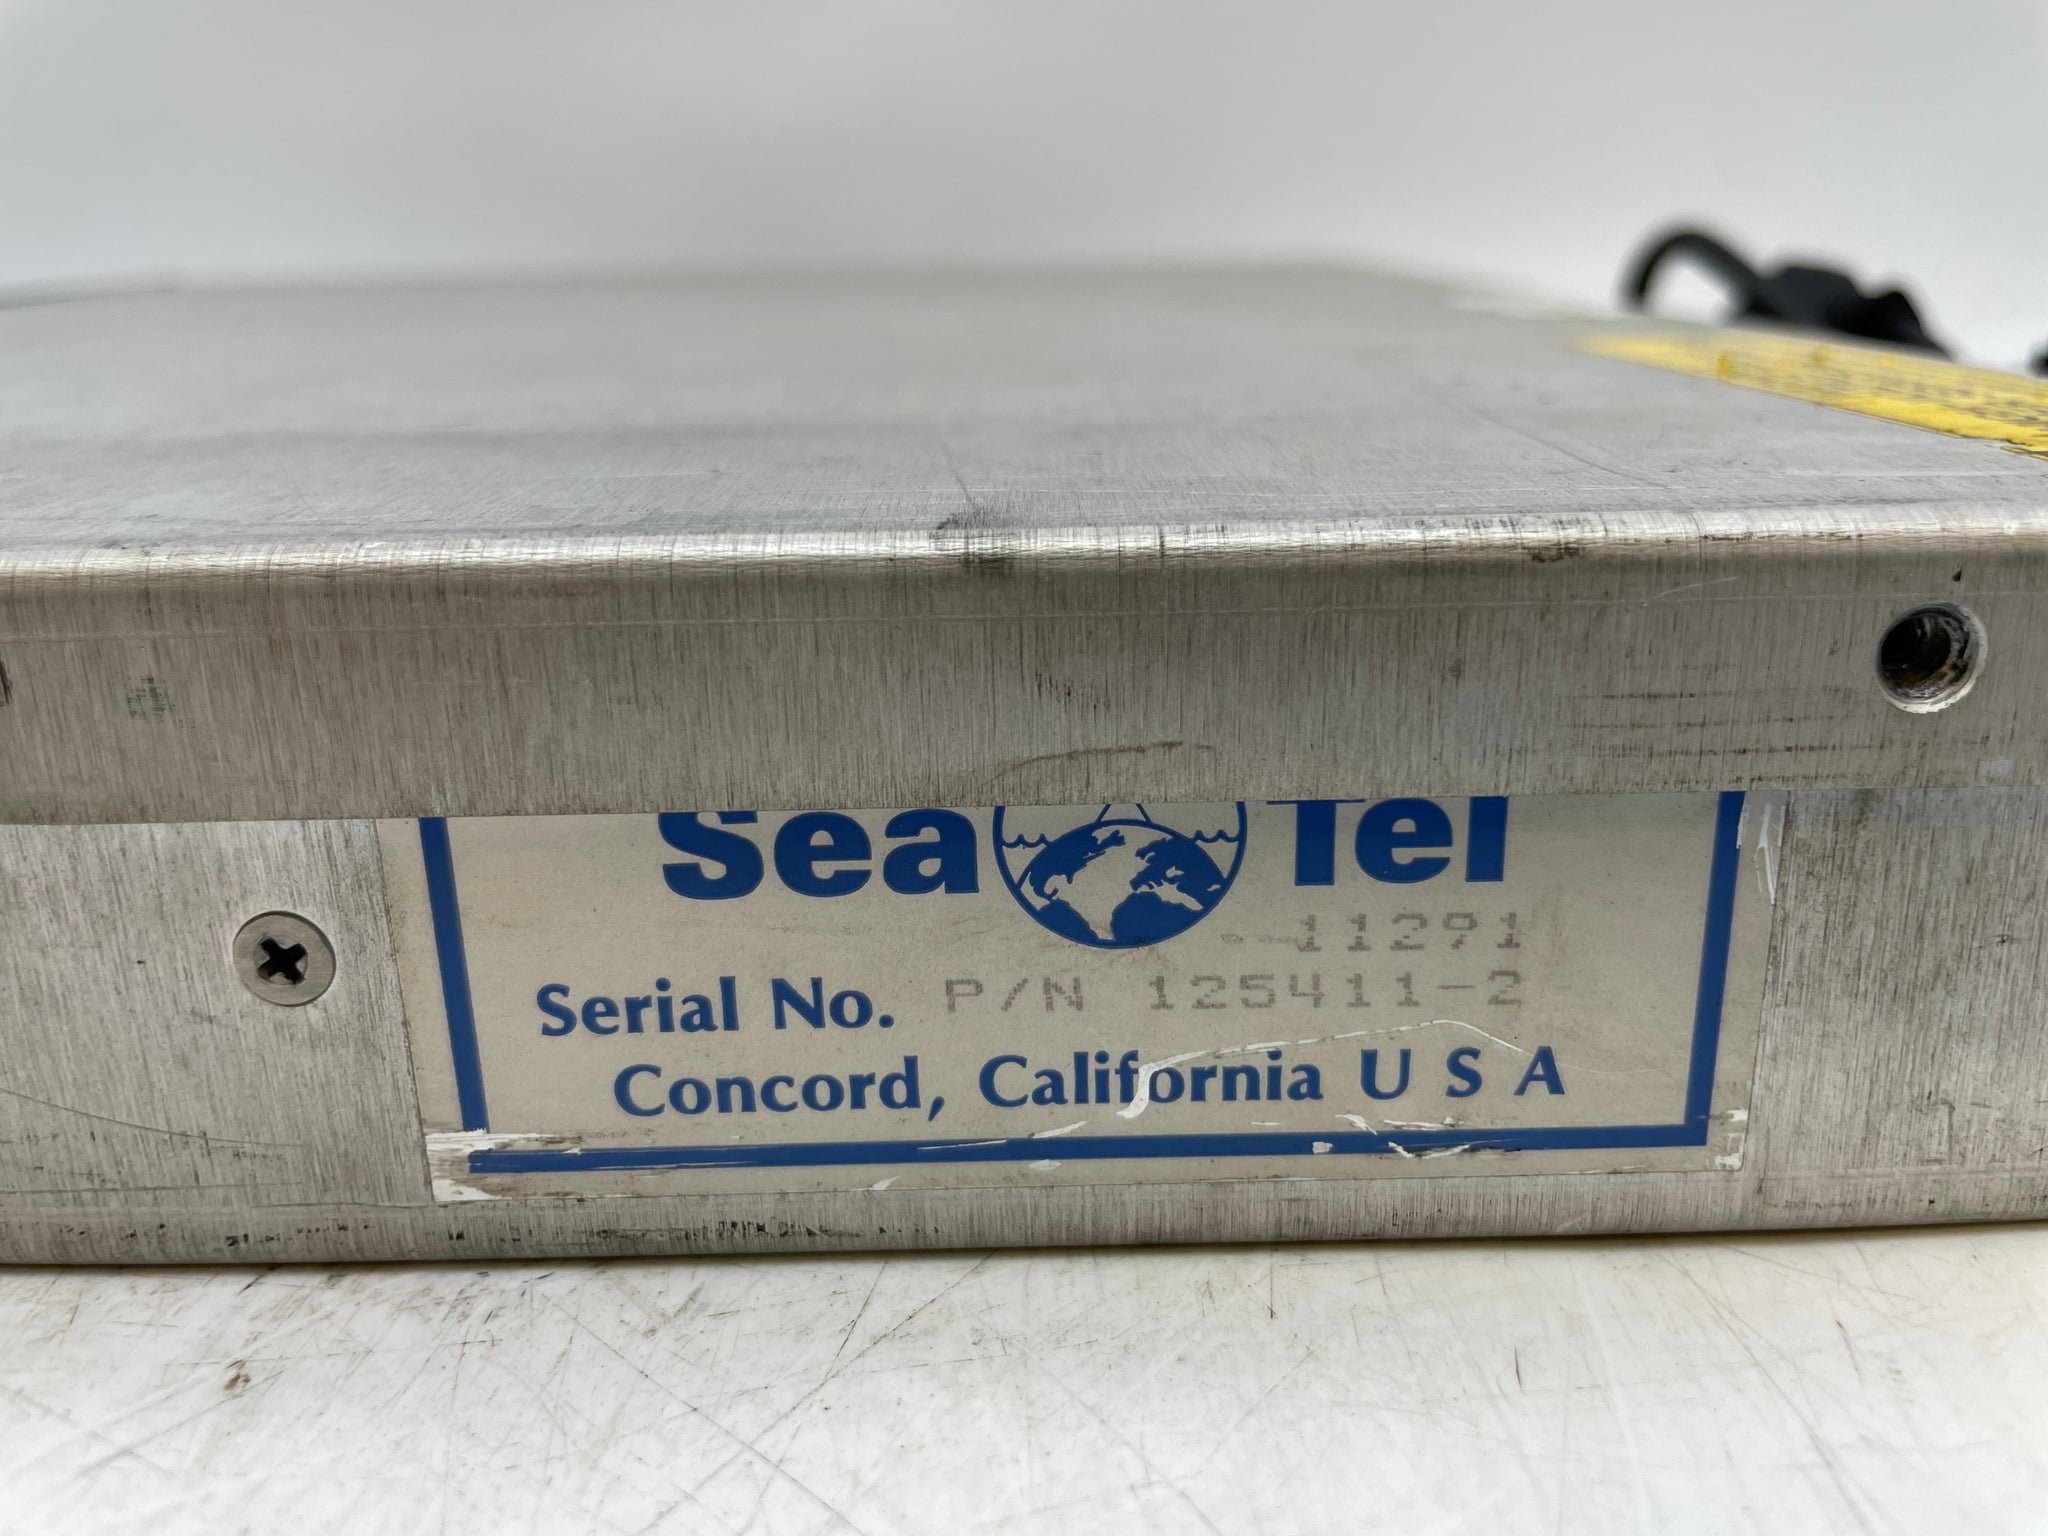 Sea Tel
11291
Serial No. P/N 125411-2
Concord, California U S A